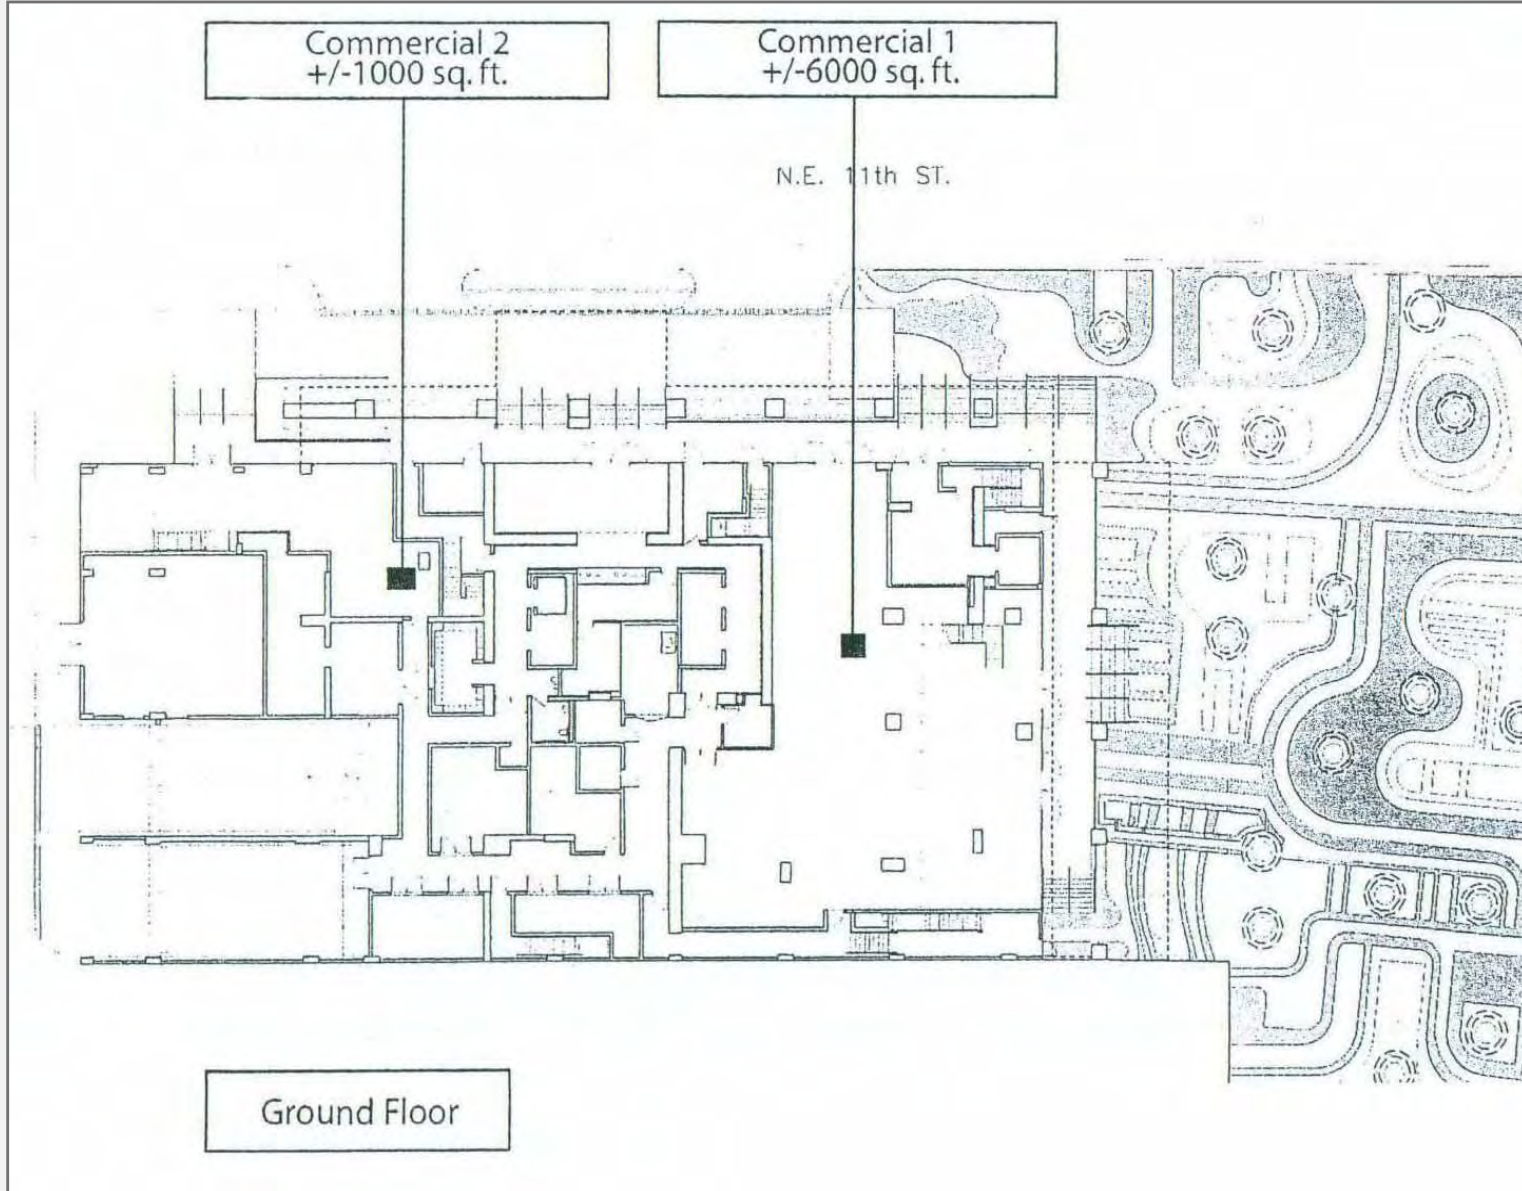 Commercial 2
+/-1000 sq. ft.
Commercial 1
+/-6000 sq. ft.
N.E. 11th ST.
Ground Floor